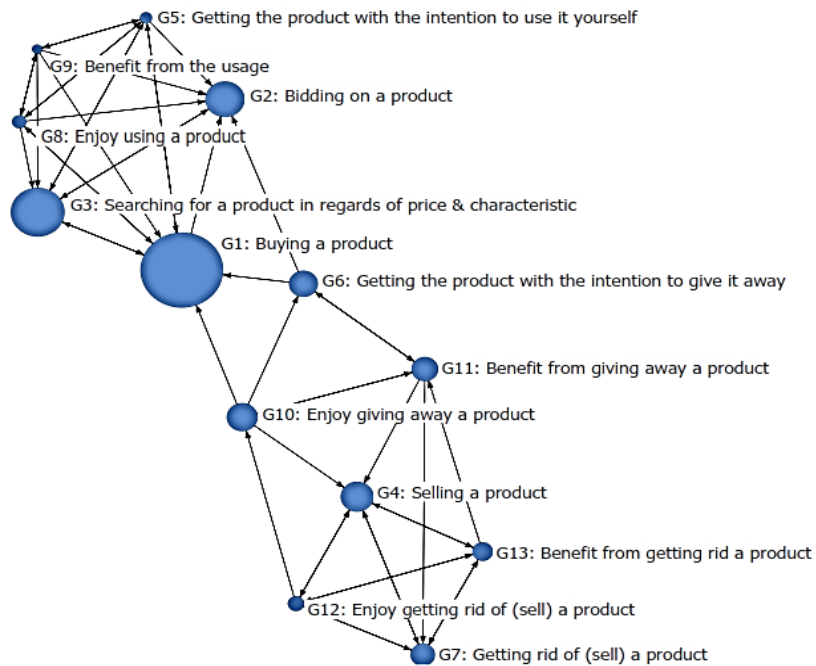 G5: Getting the product with the intention to use it yourself
G9: Benefit from the usage
G2: Bidding on a product
G8: Enjoy using a product
G3: Searching for a product in regards of price & characteristic
G1: Buying a product
G6: Getting the product with the intention to give it away
G11: Benefit from giving away a product
G10: Enjoy giving away a product
G4: Selling a product
G13: Benefit from getting rid a product
G12: Enjoy getting rid of (sell) a product
G7: Getting rid of (sell) a product